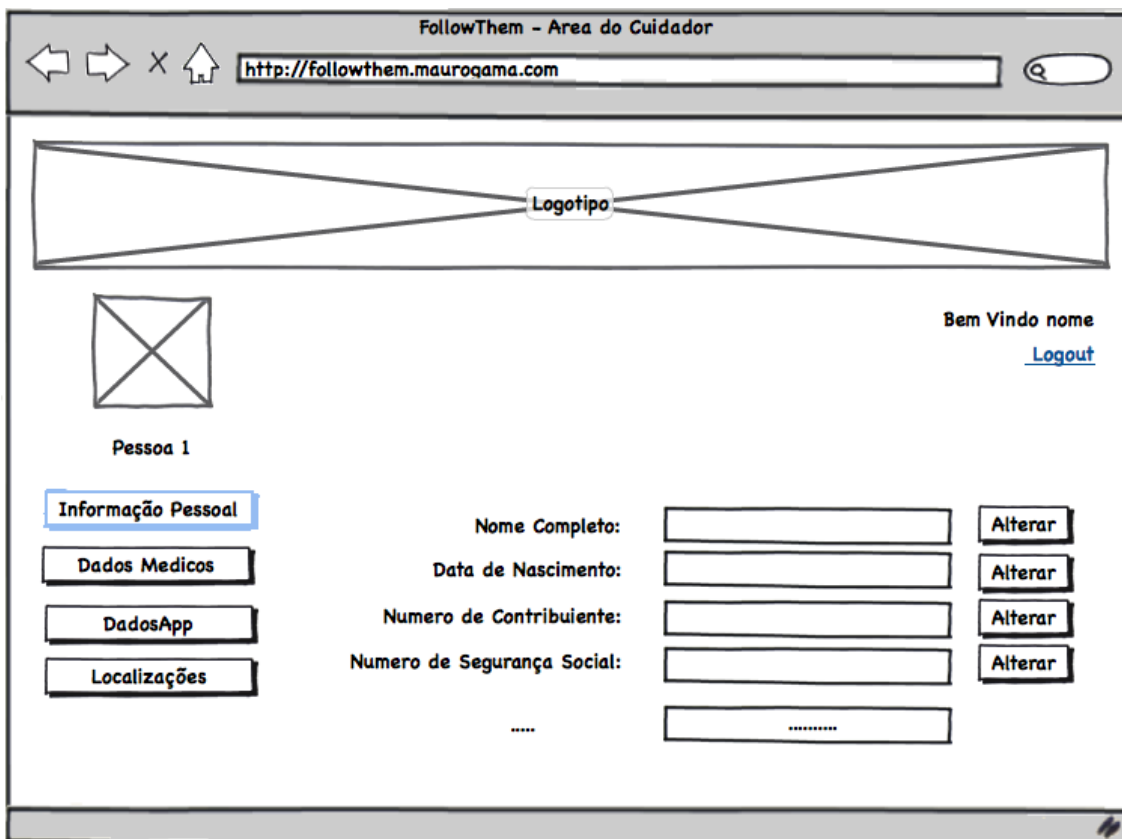 FollowThem - Area do Cuidador
http://followthem.maurogama.com
Logotipo
Bem Vindo nome
Logout
Pessoa 1
Informação Pessoal
Dados Medicos
DadosApp
Localizações
Nome Completo:
Alterar
Data de Nascimento:
Alterar
Numero de Contribuiente:
Alterar
Numero de Segurança Social:
Alterar
.....
..........